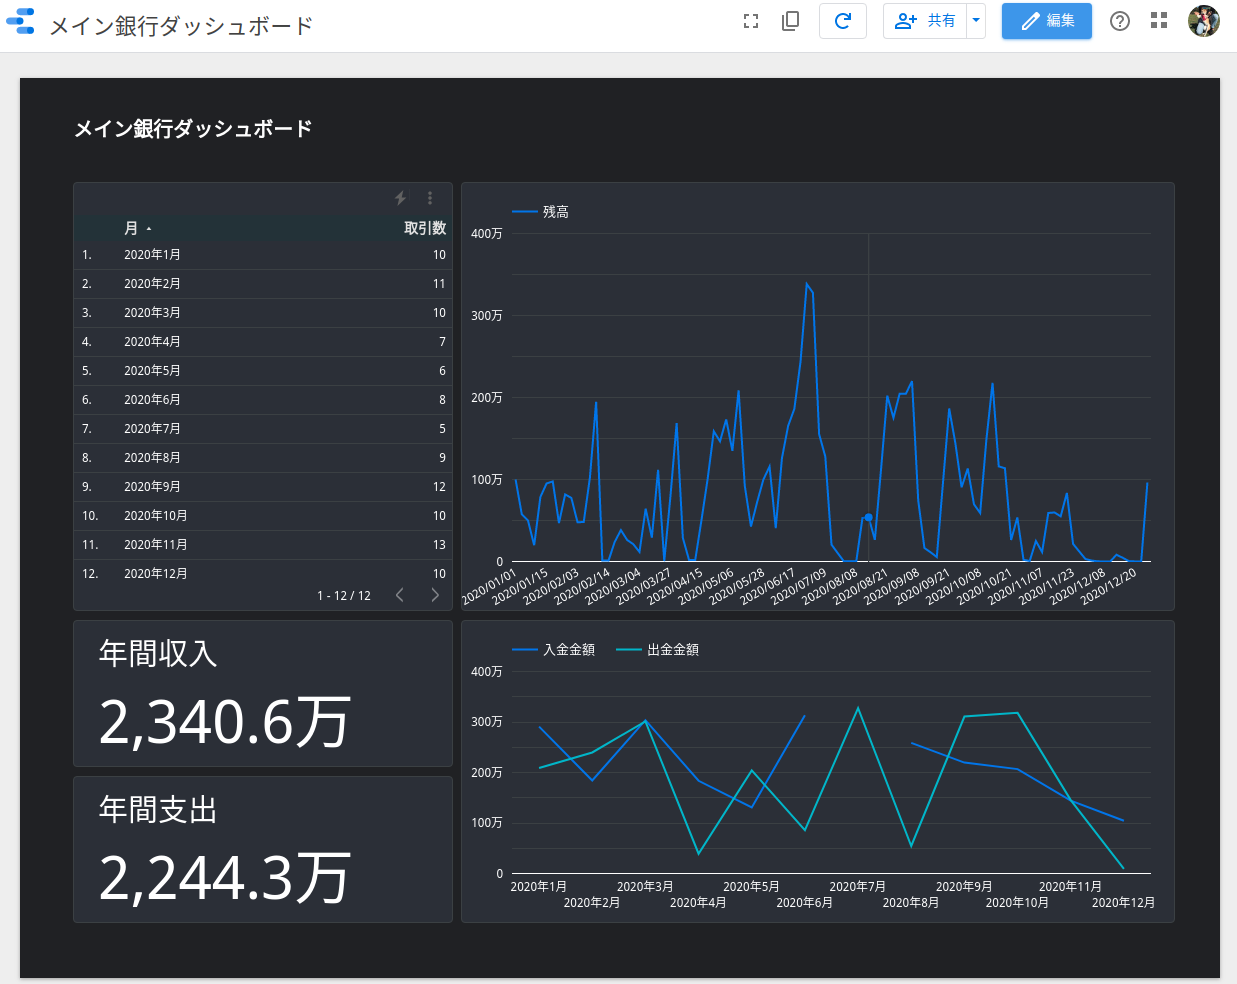 メイン銀行ダッシュボード
共有
編集
メイン銀行ダッシュボード
月 取引数
1. 2020年1月 10
2. 2020年2月 11
3. 2020年3月 10
4. 2020年4月 7
5. 2020年5月 6
6. 2020年6月 8
7. 2020年7月 5
8. 2020年8月 9
9. 2020年9月 12
10. 2020年10月 10
11. 2020年11月 13
12. 2020年12月 10
1 - 12 / 12
残高
400万
300万
200万
100万
0
2020/01/01
2020/01/15
2020/02/03
2020/02/14
2020/03/04
2020/03/27
2020/04/15
2020/05/06
2020/05/28
2020/06/17
2020/07/09
2020/08/08
2020/08/21
2020/09/08
2020/09/21
2020/10/08
2020/10/21
2020/11/07
2020/11/23
2020/12/08
2020/12/20
年間収入
2,340.6万
年間支出
2,244.3万
入金金額 出金金額
400万
300万
200万
100万
0
2020年1月 2020年3月 2020年5月 2020年7月 2020年9月 2020年11月
2020年2月 2020年4月 2020年6月 2020年8月 2020年10月 2020年12月